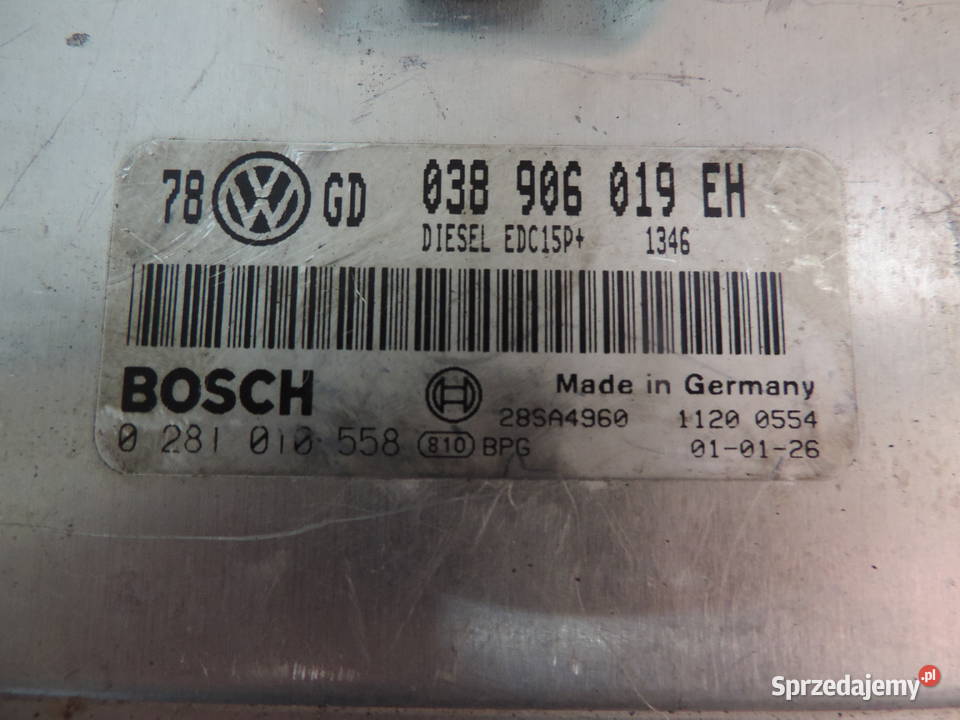 78 VW GD 038 906 019 EH
DIESEL EDC15P+ 1346
BOSCH
Made in Germany
0 281 010 558 810 BPG
28SA4960 1120 0554
01-01-26
Sprzedajemy.pl